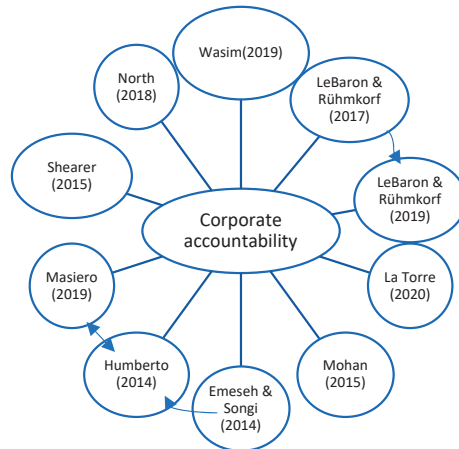 Wasim(2019)
LeBaron &
Rühmkorf
(2017)
LeBaron &
Rühmkorf
(2019)
La Torre
(2020)
Mohan
(2015)
Emeseh &
Songi
(2014)
Humberto
(2014)
Masiero
(2019)
Shearer
(2015)
North
(2018)
Corporate
accountability